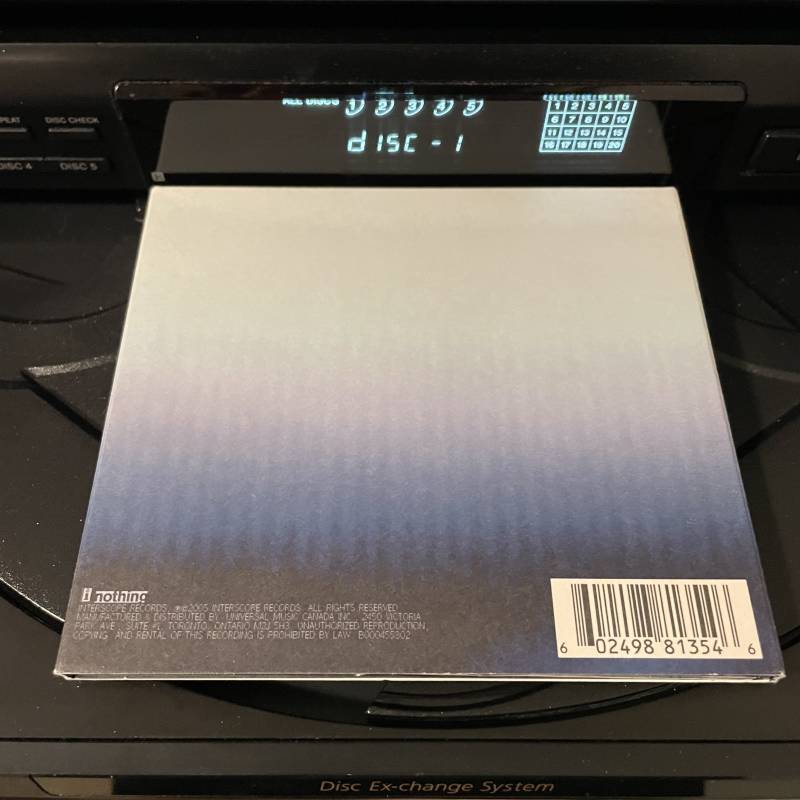 ALL DISCS 1 2 3 4 5
dISC-1
1 2 3 4 5
6 7 8 9 10
11 12 13 14 15
16 17 18 19 20
DISC CHECK
DISC 4 DISC 5
i nothing
INTERSCOPE RECORDS. ℗©2005 INTERSCOPE RECORDS. ALL RIGHTS RESERVED
MANUFACTURED & DISTRIBUTED BY UNIVERSAL MUSIC CANADA INC., 2450 VICTORIA
PARK AVE., SUITE #1, TORONTO, ONTARIO M2J 5H3. UNAUTHORIZED REPRODUCTION,
COPYING, AND RENTAL OF THIS RECORDING IS PROHIBITED BY LAW. B000455302
6 02498 81354 6
Disc Ex-change System